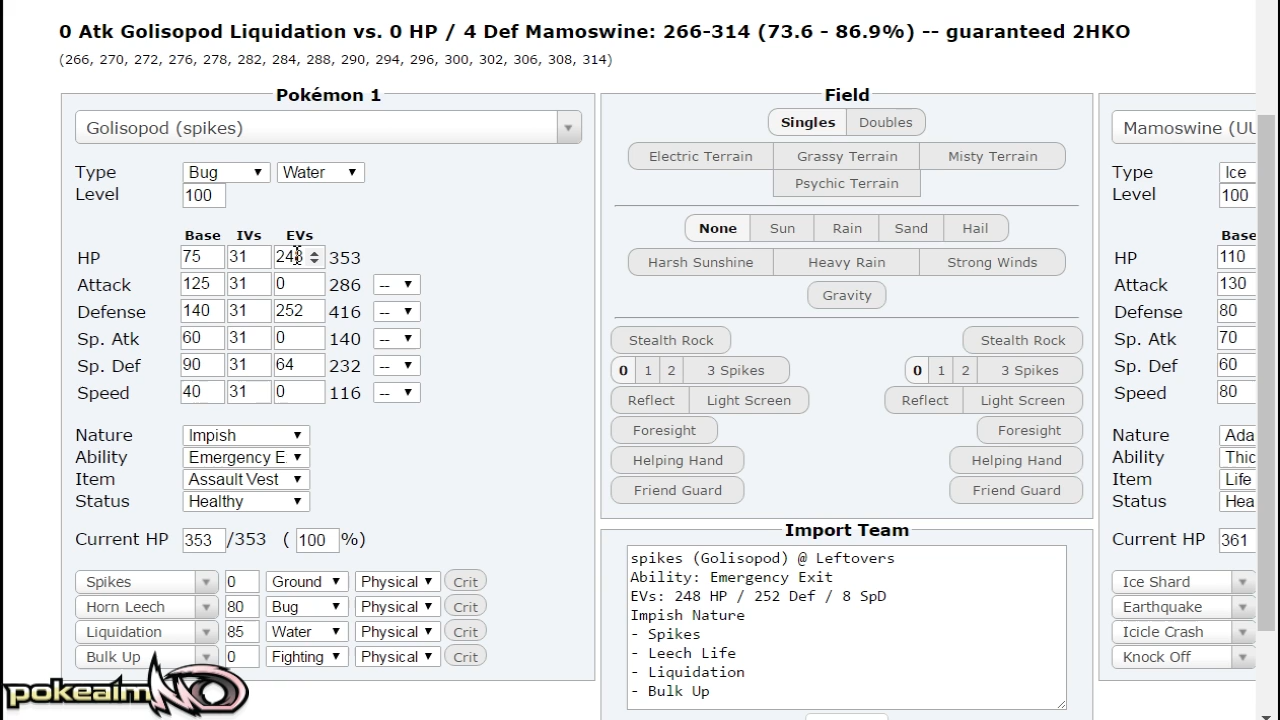 0 Atk Golisopod Liquidation vs. 0 HP / 4 Def Mamoswine: 266-314 (73.6 - 86.9%) -- guaranteed 2HKO
(266, 270, 272, 276, 278, 282, 284, 288, 290, 294, 296, 300, 302, 306, 308, 314)
Pokémon 1
Golisopod (spikes)
Type Bug Water
Level 100
Base IVs EVs
HP 75 31 248 353
Attack 125 31 0 286 --
Defense 140 31 252 416 --
Sp. Atk 60 31 0 140 --
Sp. Def 90 31 64 232 --
Speed 40 31 0 116 --
Nature Impish
Ability Emergency E
Item Assault Vest
Status Healthy
Current HP 353 /353 ( 100 %)
Spikes 0 Ground Physical Crit
Horn Leech 80 Bug Physical Crit
Liquidation 85 Water Physical Crit
Bulk Up 0 Fighting Physical Crit
pokeaimMD
Field
Singles Doubles
Electric Terrain Grassy Terrain Misty Terrain
Psychic Terrain
None Sun Rain Sand Hail
Harsh Sunshine Heavy Rain Strong Winds
Gravity
Stealth Rock Stealth Rock
0 1 2 3 Spikes 0 1 2 3 Spikes
Reflect Light Screen Reflect Light Screen
Foresight Foresight
Helping Hand Helping Hand
Friend Guard Friend Guard
Import Team
spikes (Golisopod) @ Leftovers
Ability: Emergency Exit
EVs: 248 HP / 252 Def / 8 SpD
Impish Nature
- Spikes
- Leech Life
- Liquidation
- Bulk Up
Mamoswine (UU
Type Ice
Level 100
Base
HP 110
Attack 130
Defense 80
Sp. Atk 70
Sp. Def 60
Speed 80
Nature Ada
Ability Thic
Item Life
Status Hea
Current HP 361
Ice Shard
Earthquake
Icicle Crash
Knock Off